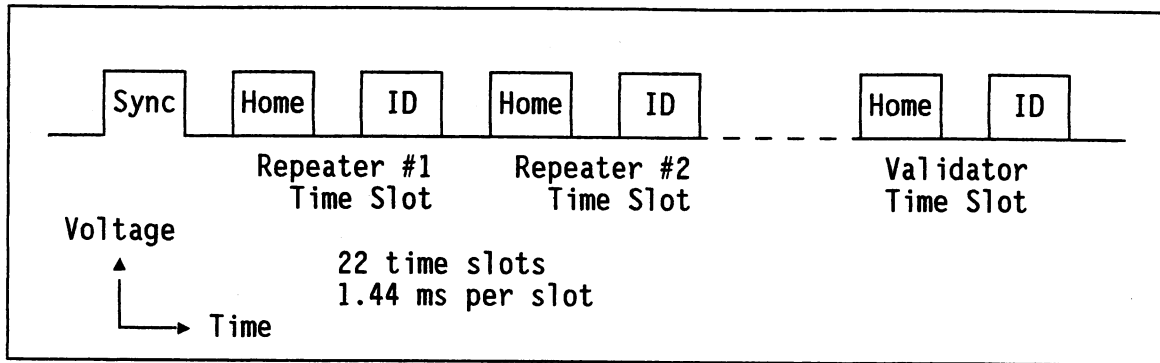 Sync Home ID Home ID Home ID
Repeater #1 Repeater #2 Validator
Time Slot Time Slot Time Slot
Voltage
22 time slots
1.44 ms per slot
Time